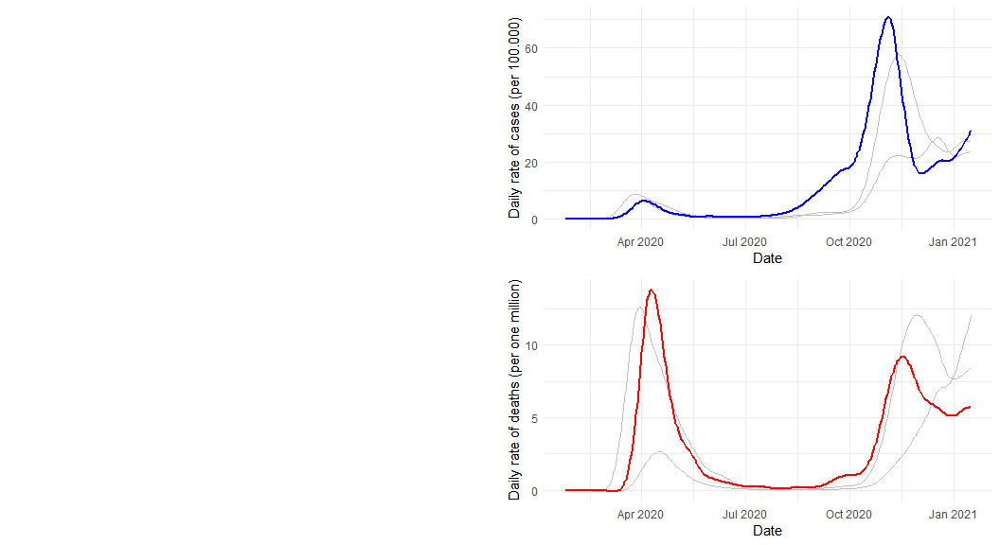 Daily rate of cases (per 100.000)
60
40
20
0
Apr 2020 Jul 2020 Oct 2020 Jan 2021
Date
Daily rate of deaths (per one million)
10
5
0
Apr 2020 Jul 2020 Oct 2020 Jan 2021
Date